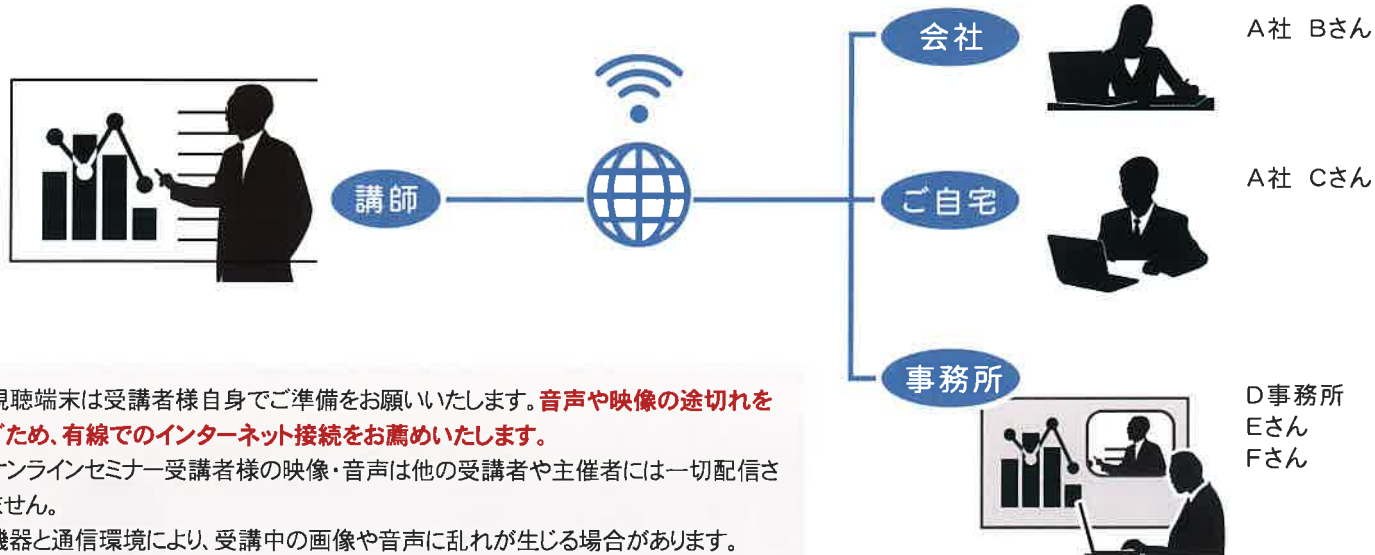 会社
A社 Bさん
講師
ご自宅
A社 Cさん
事務所
D事務所
Eさん
Fさん
視聴端末は受講者様自身でご準備をお願いいたします。音声や映像の途切れを
ため、有線でのインターネット接続をお薦めいたします。
オンラインセミナー受講者様の映像・音声は他の受講者や主催者には一切配信さ
ません。
機器と通信環境により、受講中の画像や音声に乱れが生じる場合があります。